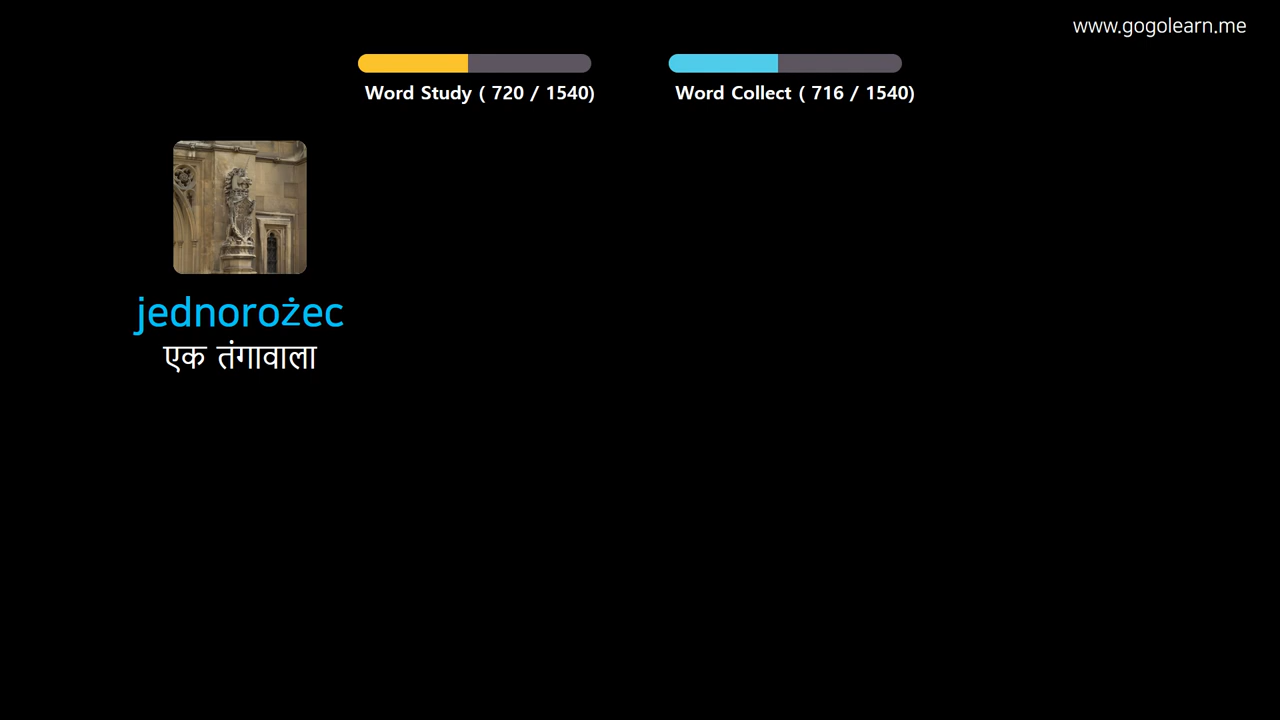 www.gogolearn.me
Word Study ( 720 / 1540)
Word Collect ( 716 / 1540)
jednorożec
एक तंगावाला